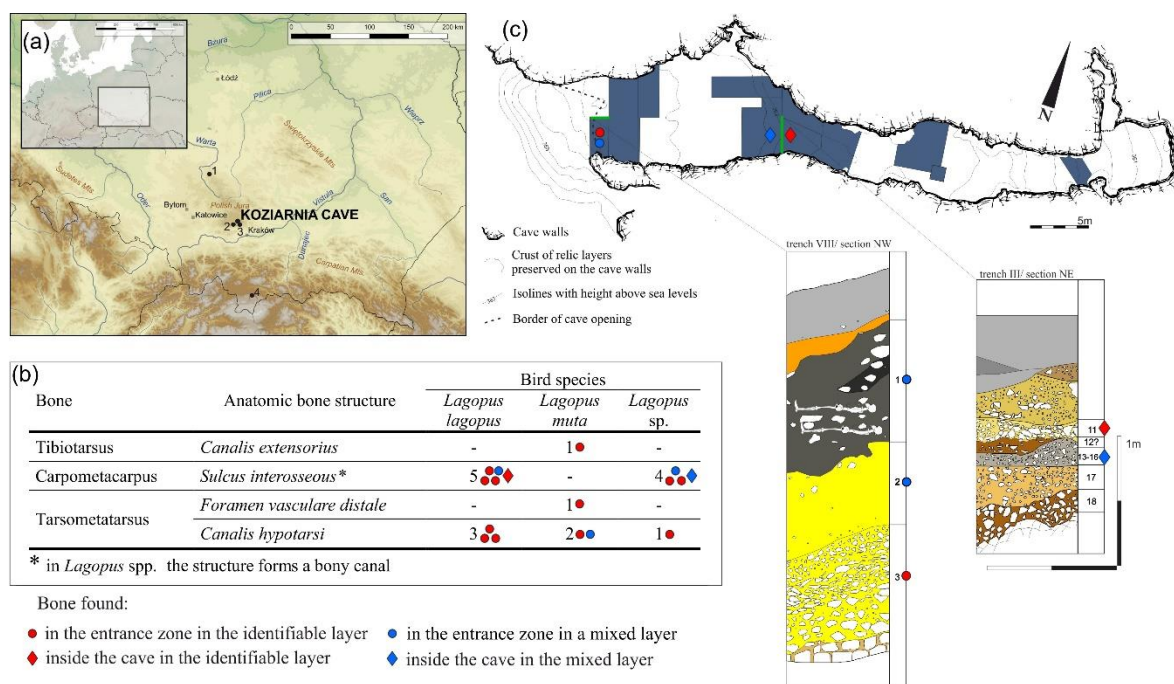 (a)
0 50 100 150 200 km
Bzura
Łódź
Pilica
Wieprz
Warta
Świętokrzyskie Mts.
1
Sudetes Mts
Oder
Bytom
Polish Jura
Vistula
San
Katowice
KOZIARNIA CAVE
2
3
Kraków
Dunajec
Carpatian Mts.
4
(c)
N
5m
Cave walls
Crust of relic layers
preserved on the cave walls
Isolines with height above sea levels
Border of cave opening
trench VIII/ section NW
1
2
3
trench III/ section NE
11
12?
13-16
17
18
1m
(b)
Bird species
Bone Anatomic bone structure Lagopus lagopus Lagopus muta Lagopus sp.
Tibiotarsus Canalis extensorius - 1 -
Carpometacarpus Sulcus interosseous* 5 - 4
Tarsometatarsus Foramen vasculare distale - 1 -
Canalis hypotarsi 3 2 1
* in Lagopus spp. the structure forms a bony canal
Bone found:
in the entrance zone in the identifiable layer
in the entrance zone in a mixed layer
inside the cave in the identifiable layer
inside the cave in the mixed layer